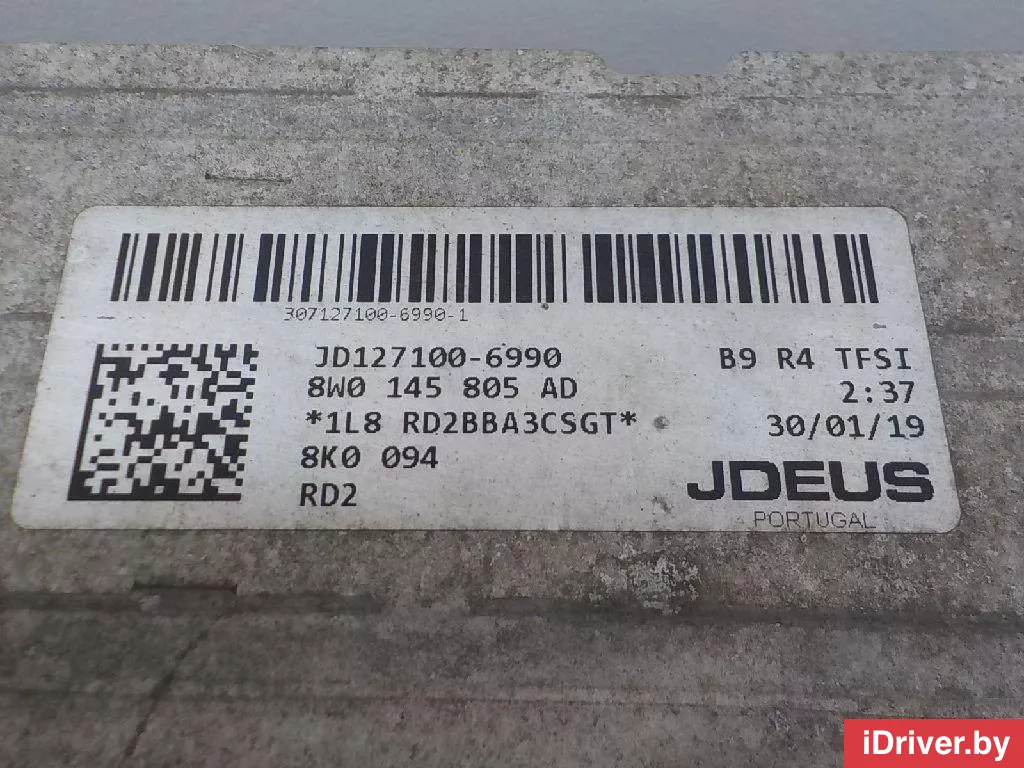 307127100-6990-1
JD127100-6990
B9 R4 TFSI
8W0 145 805 AD
2:37
*1L8 RD2BBA3CSGT*
30/01/19
8K0 094
RD2
JDEUS
PORTUGAL
iDriver.by